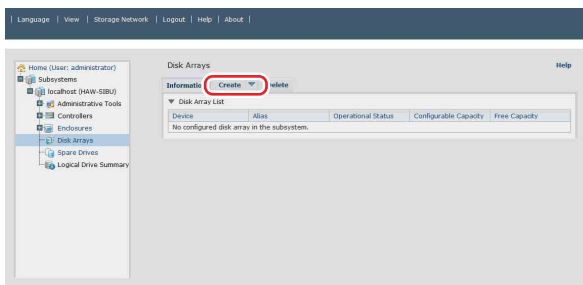 | Language | View | Storage Network | Logout | Help | About |
Home (User: administrator)
Subsystems
localhost (HAW-SIBU)
Administrative Tools
Controllers
Enclosures
Disk Arrays
Spare Drives
Logical Drive Summary
Disk Arrays Help
Informatio Create elete
Disk Array List
Device Alias Operational Status Configurable Capacity Free Capacity
No configured disk array in the subsystem.